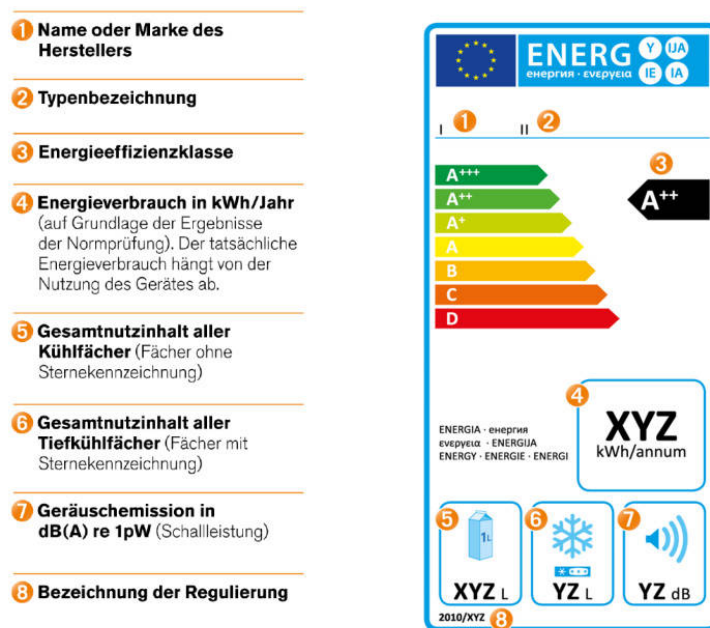 1 Name oder Marke des
Herstellers
2 Typenbezeichnung
3 Energieeffizienzklasse
4 Energieverbrauch in kWh/Jahr
(auf Grundlage der Ergebnisse
der Normprüfung). Der tatsächliche
Energieverbrauch hängt von der
Nutzung des Gerätes ab.
5 Gesamtnutzinhalt aller
Kühlfächer (Fächer ohne
Sternekennzeichnung)
6 Gesamtnutzinhalt aller
Tiefkühlfächer (Fächer mit
Sternekennzeichnung)
7 Geräuschemission in
dB(A) re 1pW (Schallleistung)
8 Bezeichnung der Regulierung
ENERG Y IJA
енергия · ενεργεια IE IA
I 1 II 2
3
A+++
A++ A++
A+
A
B
C
D
4
XYZ
kWh/annum
ENERGIA · енергия
ενεργεια · ENERGIJA
ENERGY · ENERGIE · ENERGI
5 6 7
1L
XYZ L YZ L YZ dB
2010/XYZ 8